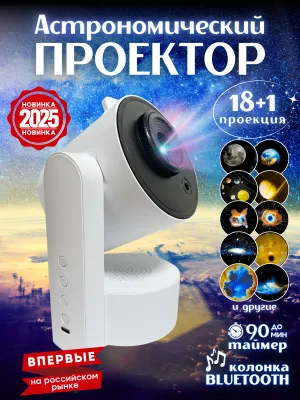 Астрономический
ПРОЕКТОР
НОВИНКА
2025
НОВИНКА
18+1
проекция
и другие
90 до мин
таймер
колонка
BLUETOOTH
ВПЕРВЫЕ
на российском
рынке